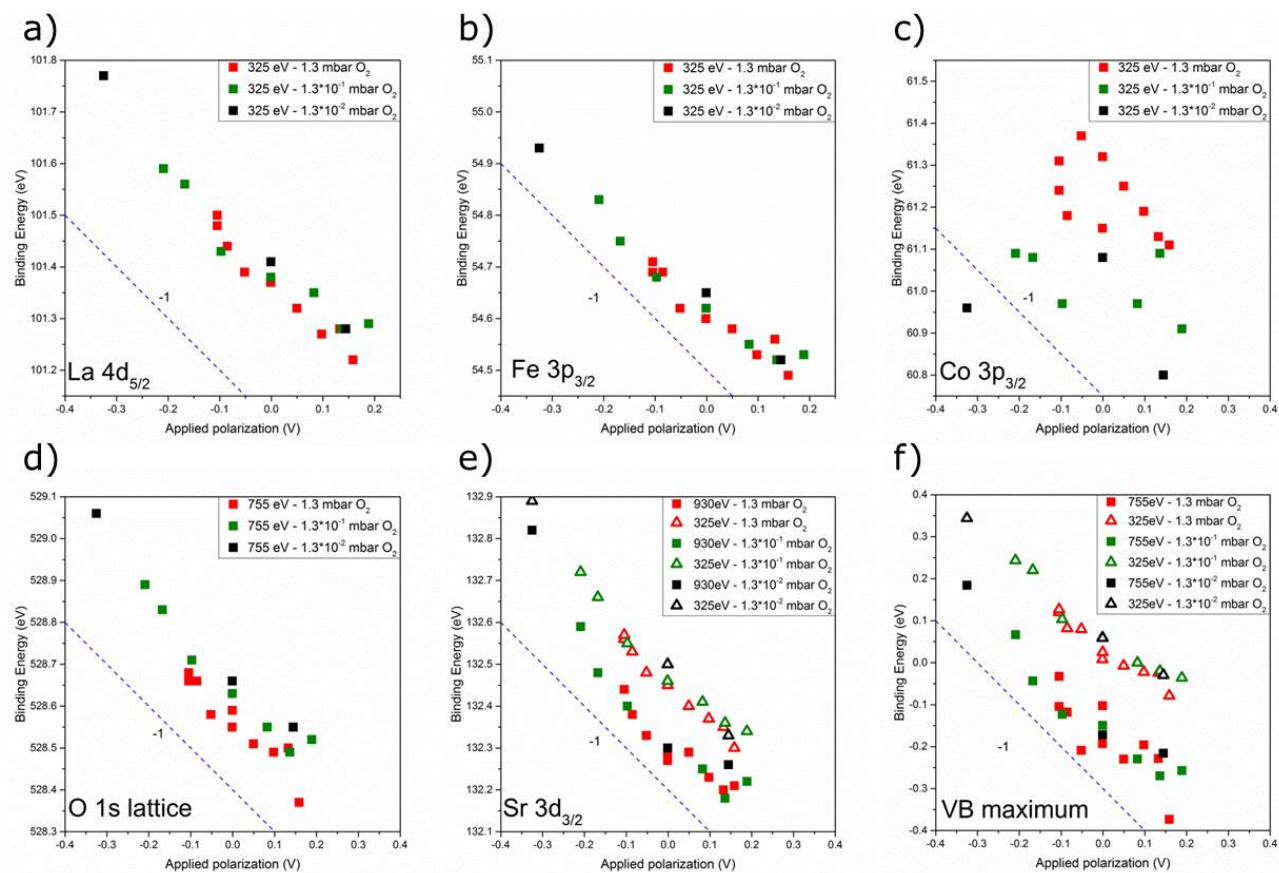 a)
325 eV - 1.3 mbar O2
325 eV - 1.3*10-1 mbar O2
325 eV - 1.3*10-2 mbar O2
101.8
101.7
101.6
101.5
101.4
101.3
101.2
Binding Energy (eV)
-1
La 4d5/2
-0.4 -0.3 -0.2 -0.1 0.0 0.1 0.2
Applied polarization (V)
b)
325 eV - 1.3 mbar O2
325 eV - 1.3*10-1 mbar O2
325 eV - 1.3*10-2 mbar O2
55.1
55.0
54.9
54.8
54.7
54.6
54.5
Binding Energy (eV)
-1
Fe 3p3/2
-0.4 -0.3 -0.2 -0.1 0.0 0.1 0.2
Applied polarization (V)
c)
325 eV - 1.3 mbar O2
325 eV - 1.3*10-1 mbar O2
325 eV - 1.3*10-2 mbar O2
61.5
61.4
61.3
61.2
61.1
61.0
60.9
60.8
Binding Energy (eV)
-1
Co 3p3/2
-0.4 -0.3 -0.2 -0.1 0.0 0.1 0.2 0.3 0.4
Applied polarization (V)
d)
755 eV - 1.3 mbar O2
755 eV - 1.3*10-1 mbar O2
755 eV - 1.3*10-2 mbar O2
529.1
529.0
528.9
528.8
528.7
528.6
528.5
528.4
528.3
Binding Energy (eV)
-1
O 1s lattice
-0.4 -0.3 -0.2 -0.1 0.0 0.1 0.2 0.3 0.4
Applied polarization (V)
e)
930eV - 1.3 mbar O2
325eV - 1.3 mbar O2
930eV - 1.3*10-1 mbar O2
325eV - 1.3*10-1 mbar O2
930eV - 1.3*10-2 mbar O2
325eV - 1.3*10-2 mbar O2
132.9
132.8
132.7
132.6
132.5
132.4
132.3
132.2
132.1
Binding Energy (eV)
-1
Sr 3d3/2
-0.4 -0.3 -0.2 -0.1 0.0 0.1 0.2 0.3 0.4
Applied polarization (V)
f)
755eV - 1.3 mbar O2
325eV - 1.3 mbar O2
755eV - 1.3*10-1 mbar O2
325eV - 1.3*10-1 mbar O2
755eV - 1.3*10-2 mbar O2
325eV - 1.3*10-2 mbar O2
0.4
0.3
0.2
0.1
0.0
-0.1
-0.2
-0.3
-0.4
Binding Energy (eV)
-1
VB maximum
-0.4 -0.3 -0.2 -0.1 0.0 0.1 0.2 0.3 0.4
Applied polarization (V)